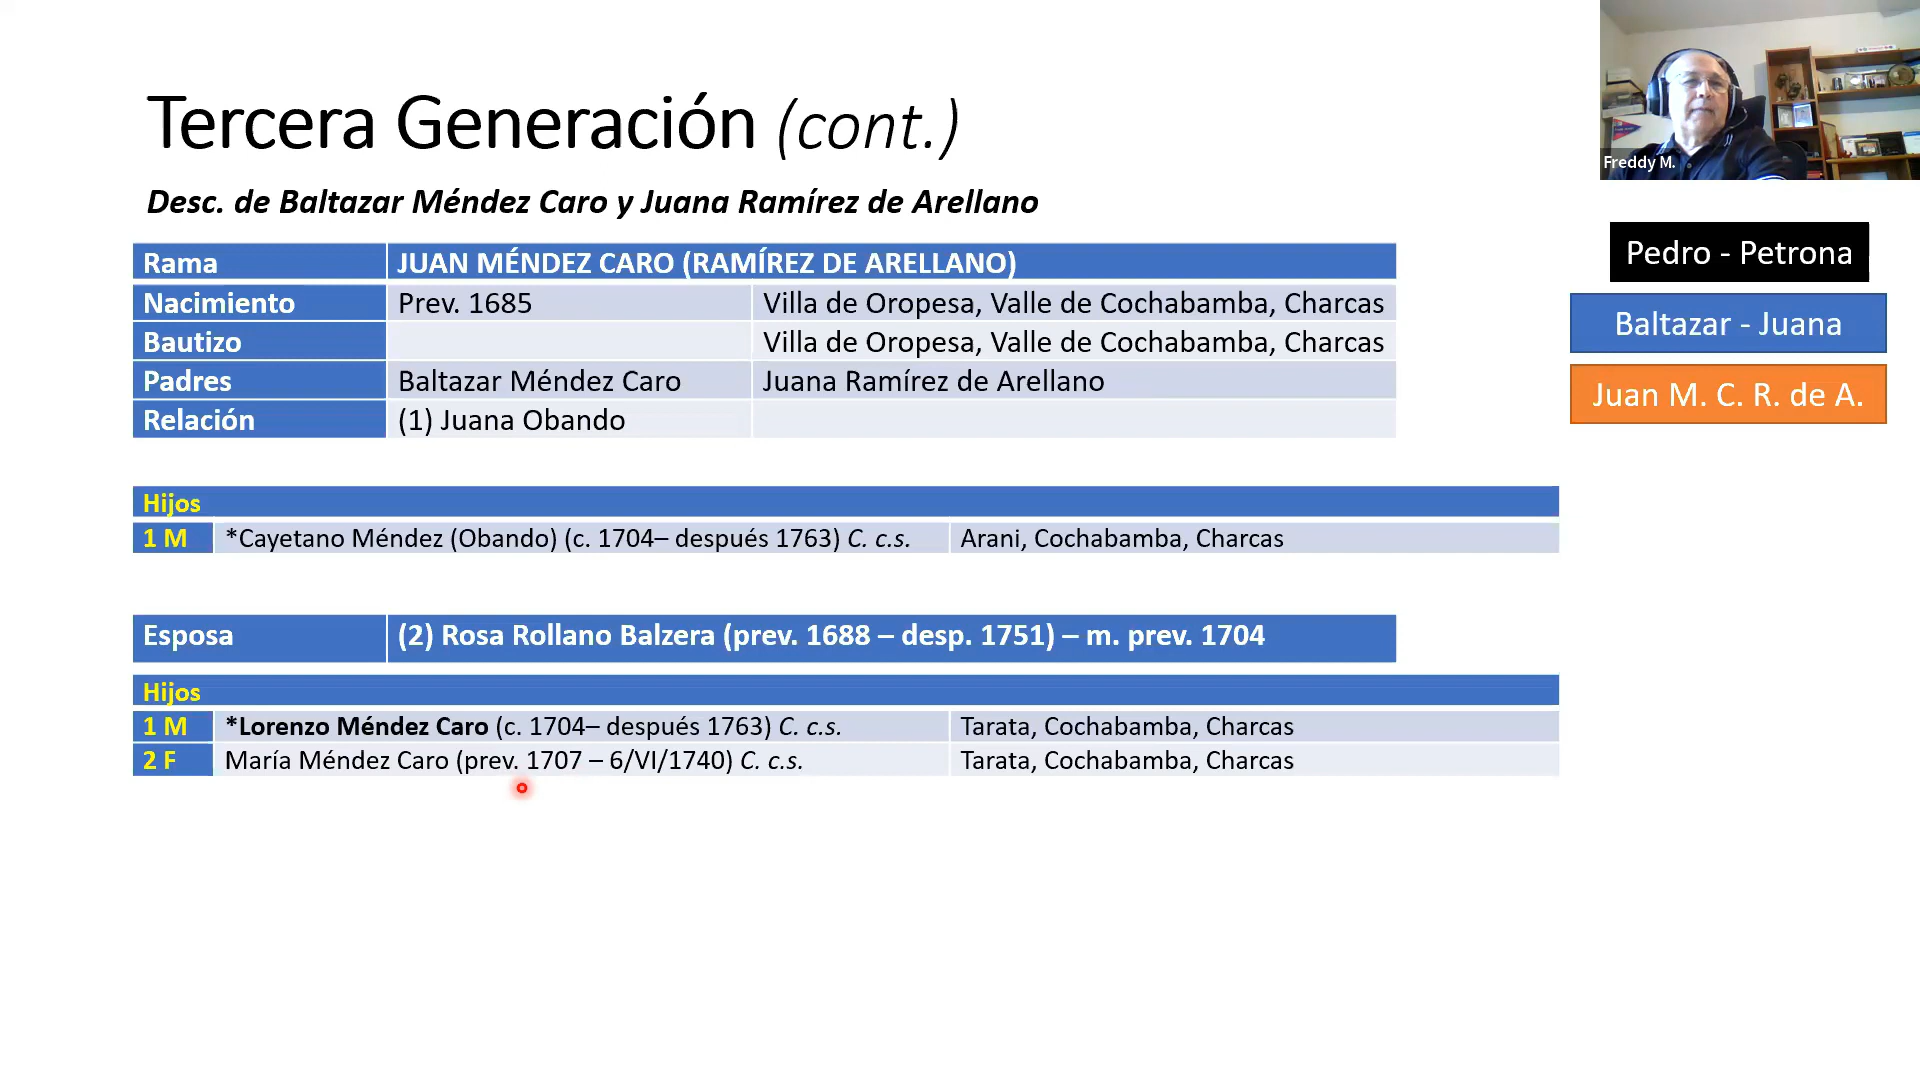 Tercera Generación (cont.)
Freddy M.
Desc. de Baltazar Méndez Caro y Juana Ramírez de Arellano
Rama JUAN MÉNDEZ CARO (RAMÍREZ DE ARELLANO)
Nacimiento Prev. 1685 Villa de Oropesa, Valle de Cochabamba, Charcas
Bautizo Villa de Oropesa, Valle de Cochabamba, Charcas
Padres Baltazar Méndez Caro Juana Ramírez de Arellano
Relación (1) Juana Obando
Pedro - Petrona
Baltazar - Juana
Juan M. C. R. de A.
Hijos
1 M *Cayetano Méndez (Obando) (c. 1704– después 1763) C. c.s. Arani, Cochabamba, Charcas
Esposa (2) Rosa Rollano Balzera (prev. 1688 – desp. 1751) – m. prev. 1704
Hijos
1 M *Lorenzo Méndez Caro (c. 1704– después 1763) C. c.s. Tarata, Cochabamba, Charcas
2 F María Méndez Caro (prev. 1707 – 6/VI/1740) C. c.s. Tarata, Cochabamba, Charcas